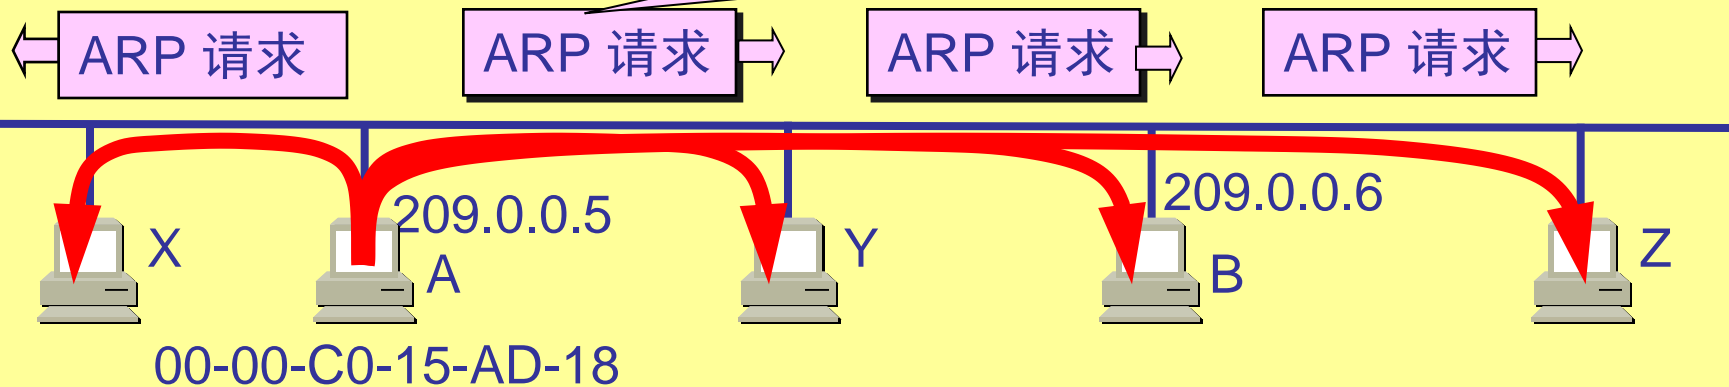 ARP 请求
ARP 请求
ARP 请求
ARP 请求
209.0.0.5
209.0.0.6
X
A
Y
B
Z
00-00-C0-15-AD-18